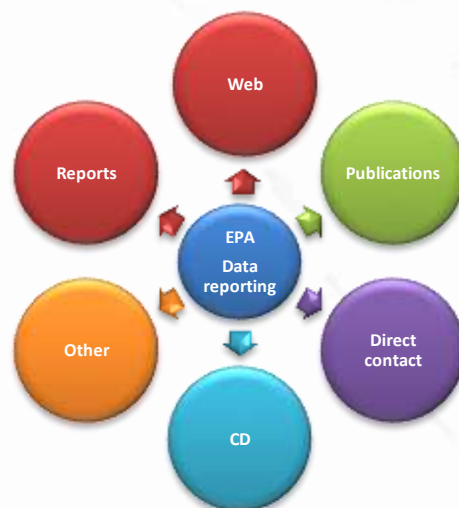 Web
Reports
Publications
EPA
Data
reporting
Other
Direct
contact
CD